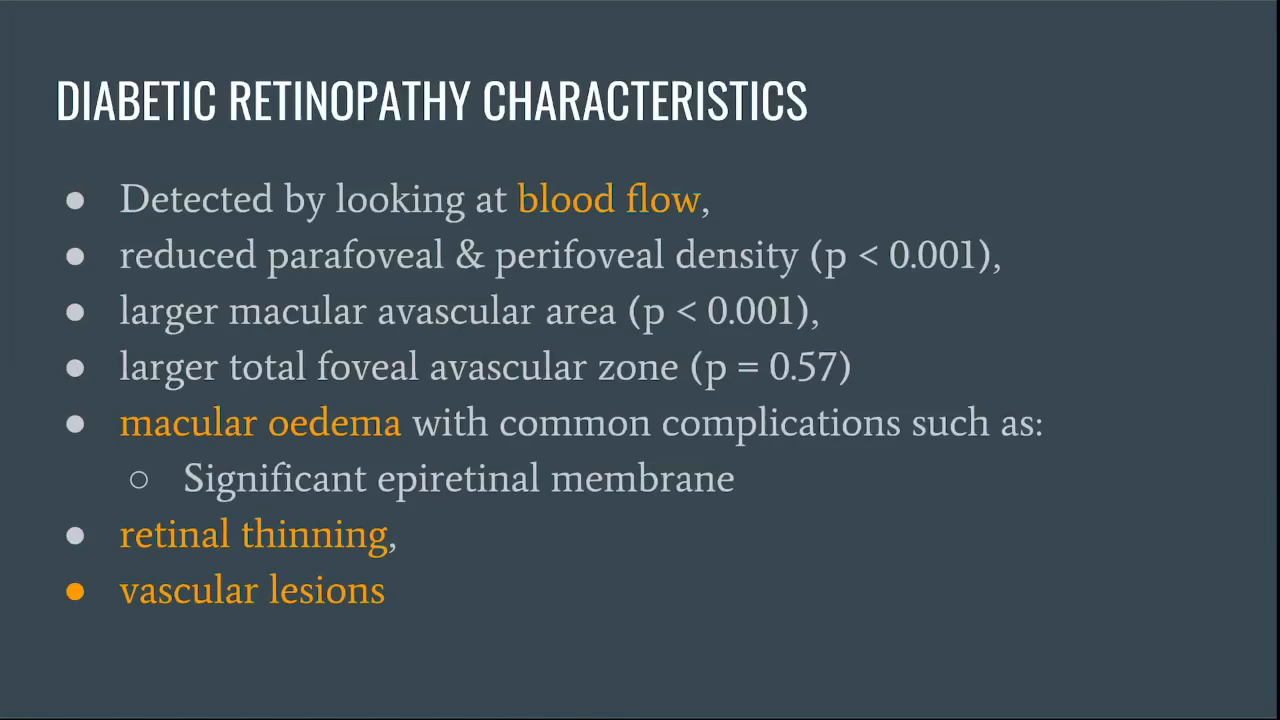 DIABETIC RETINOPATHY CHARACTERISTICS
● Detected by looking at blood flow,
● reduced parafoveal & perifoveal density (p < 0.001),
● larger macular avascular area (p < 0.001),
● larger total foveal avascular zone (p = 0.57)
● macular oedema with common complications such as:
○ Significant epiretinal membrane
● retinal thinning,
● vascular lesions